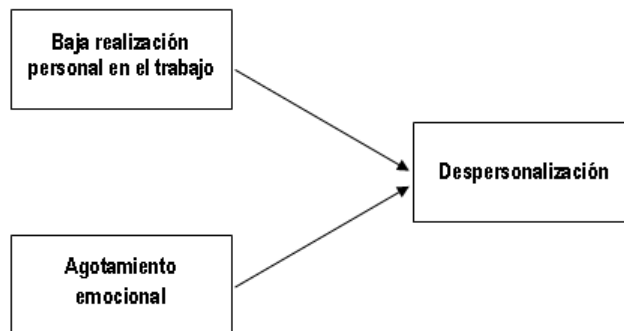 Baja realización
personal en el trabajo
Despersonalización
Agotamiento
emocional